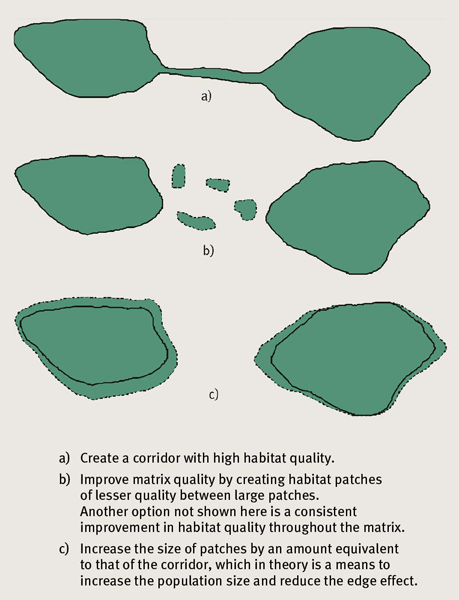 a)
b)
c)
a) Create a corridor with high habitat quality.
b) Improve matrix quality by creating habitat patches
of lesser quality between large patches.
Another option not shown here is a consistent
improvement in habitat quality throughout the matrix.
c) Increase the size of patches by an amount equivalent
to that of the corridor, which in theory is a means to
increase the population size and reduce the edge effect.